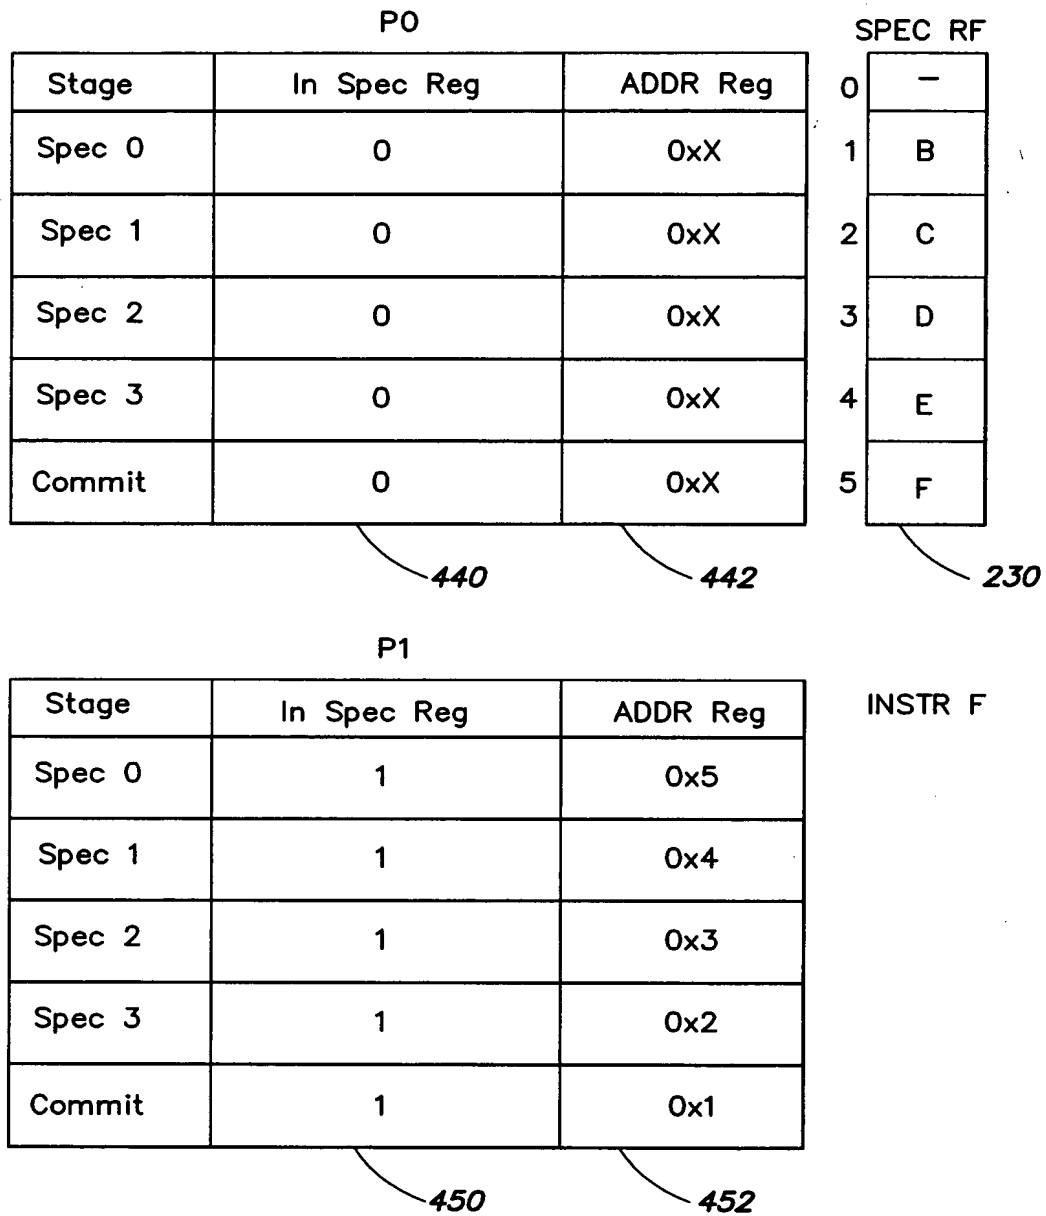 P0 SPEC RF
Stage In Spec Reg ADDR Reg 0 –
Spec 0 0 0xX 1 B
Spec 1 0 0xX 2 C
Spec 2 0 0xX 3 D
Spec 3 0 0xX 4 E
Commit 0 0xX 5 F
440 442 230
P1
Stage In Spec Reg ADDR Reg INSTR F
Spec 0 1 0x5
Spec 1 1 0x4
Spec 2 1 0x3
Spec 3 1 0x2
Commit 1 0x1
450 452